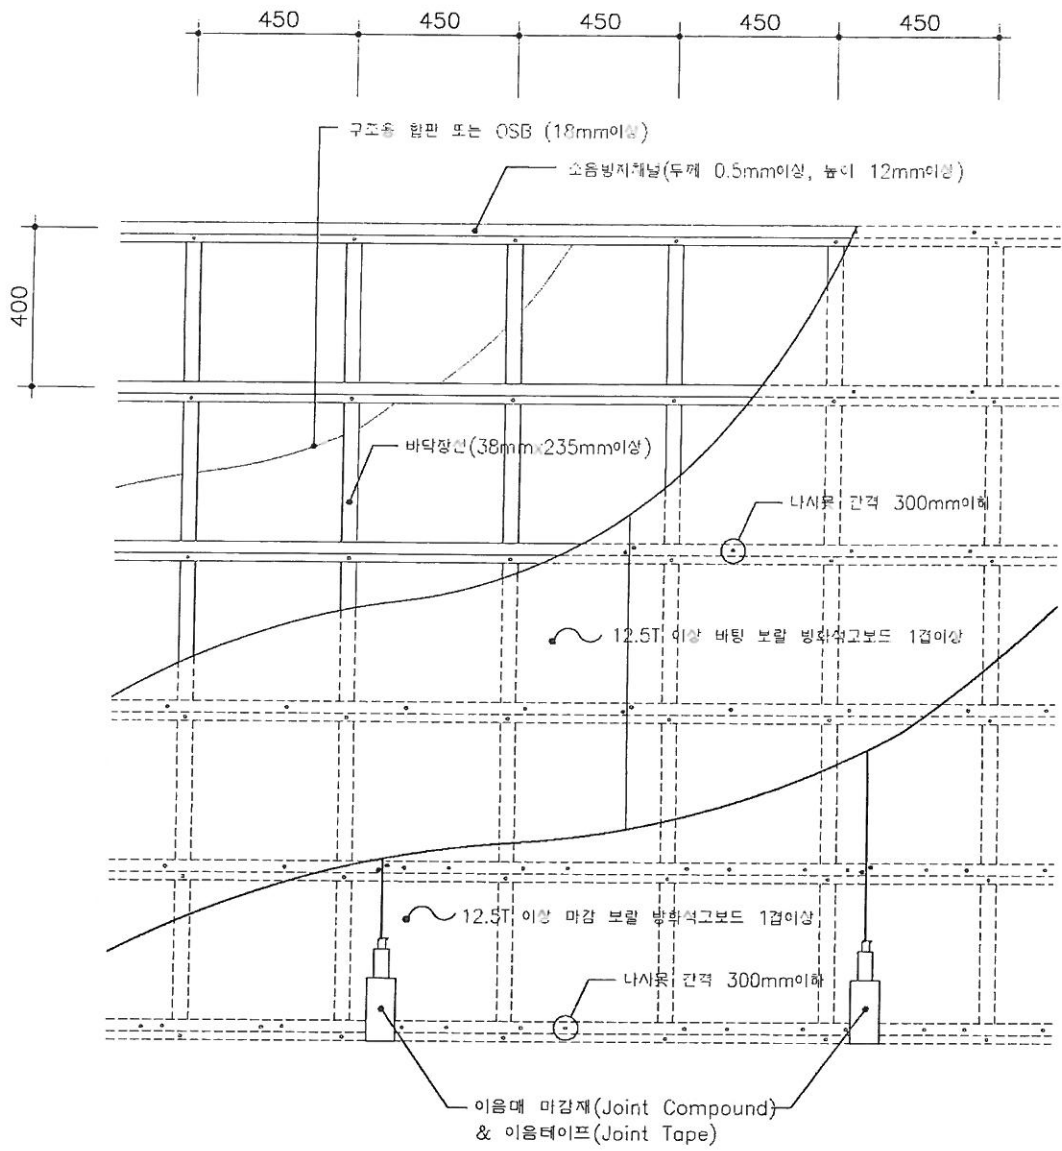 450 450 450 450 450
구조용 합판 또는 OSB (18mm이상)
소음방지채널(두께 0.5mm이상, 높이 12mm이상)
400
바닥장선(38mmx235mm이상)
나사못 간격 300mm이하
12.5T 이상 바탕 보랄 방화석고보드 1겹이상
12.5T 이상 마감 보랄 방화석고보드 1겹이상
나사못 간격 300mm이하
이음매 마감재(Joint Compound)
& 이음테이프(Joint Tape)